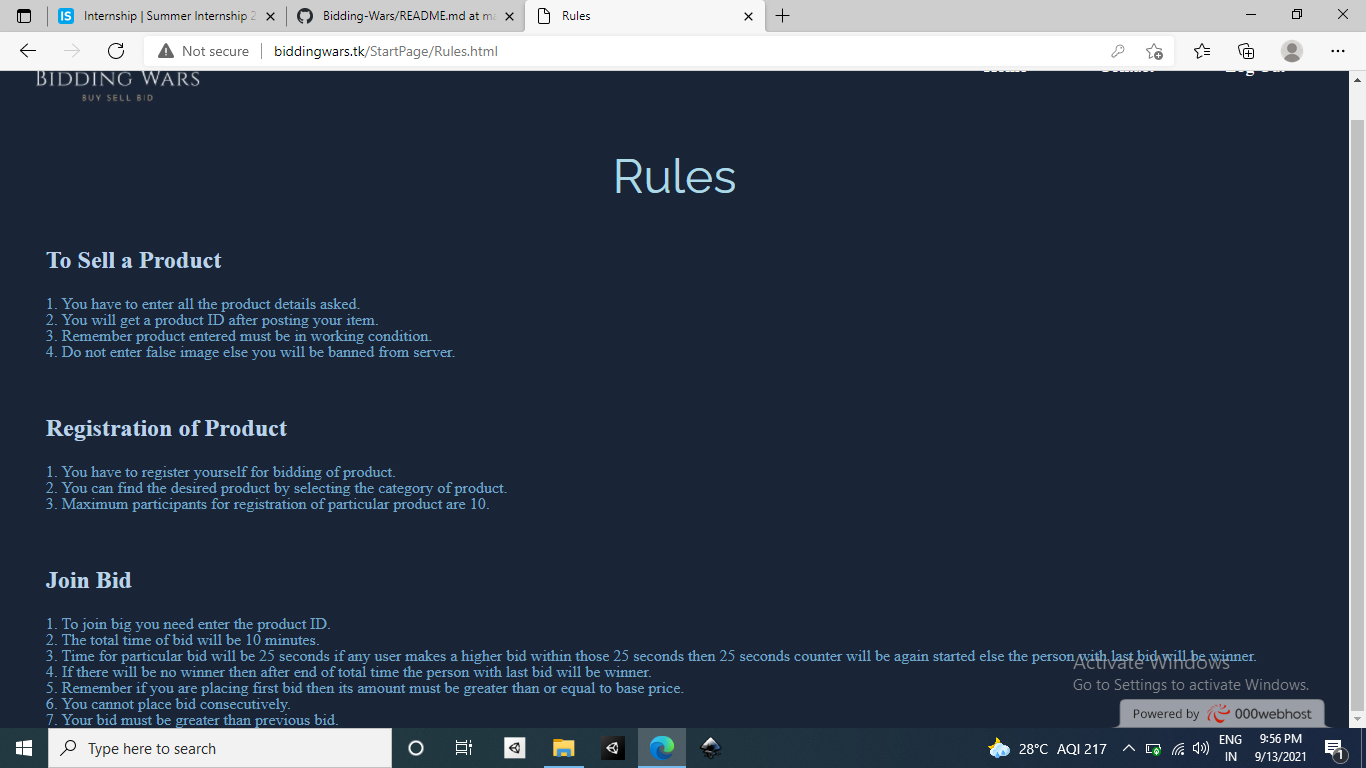 Internship | Summer Internship 2
Bidding-Wars/README.md at ma
Rules
Not secure
biddingwars.tk/StartPage/Rules.html
BIDDING WARS
BUY SELL BID
Home
Contact
Log Out
Rules
To Sell a Product
1. You have to enter all the product details asked.
2. You will get a product ID after posting your item.
3. Remember product entered must be in working condition.
4. Do not enter false image else you will be banned from server.
Registration of Product
1. You have to register yourself for bidding of product.
2. You can find the desired product by selecting the category of product.
3. Maximum participants for registration of particular product are 10.
Join Bid
1. To join big you need enter the product ID.
2. The total time of bid will be 10 minutes.
3. Time for particular bid will be 25 seconds if any user makes a higher bid within those 25 seconds then 25 seconds counter will be again started else the person with last bid will be winner.
4. If there will be no winner then after end of total time the person with last bid will be winner.
5. Remember if you are placing first bid then its amount must be greater than or equal to base price.
6. You cannot place bid consecutively.
7. Your bid must be greater than previous bid.
Activate Windows
Go to Settings to activate Windows.
Powered by 000webhost
Type here to search
28°C AQI 217
ENG
IN
9:56 PM
9/13/2021
1